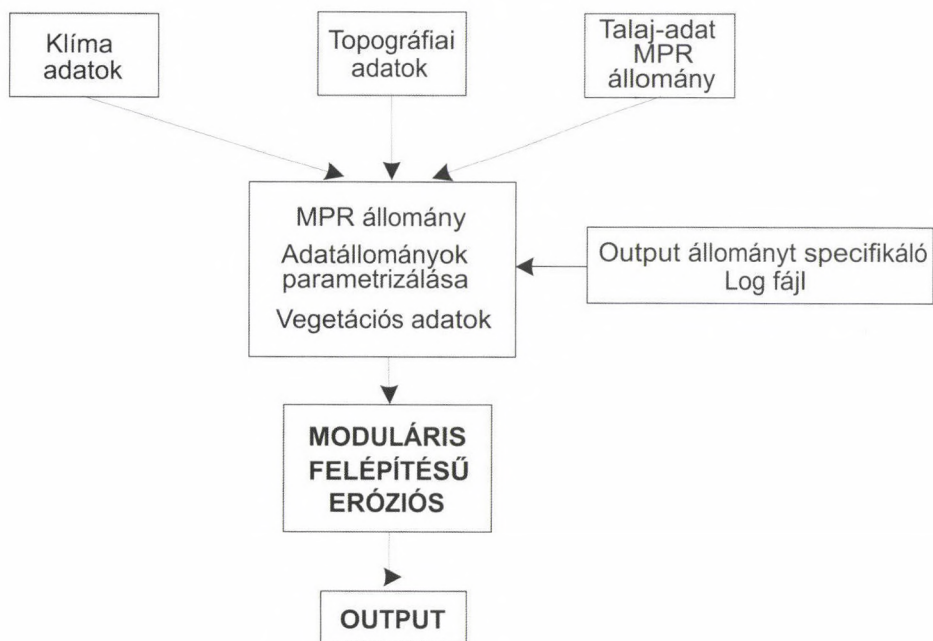 Klíma
adatok
Topográfiai
adatok
Talaj-adat
MPR
állomány
MPR állomány
Adatállományok
parametrizálása
Vegetációs adatok
Output állományt specifikáló
Log fájl
MODULÁRIS
FELÉPÍTÉSŰ
ERÓZIÓS
OUTPUT